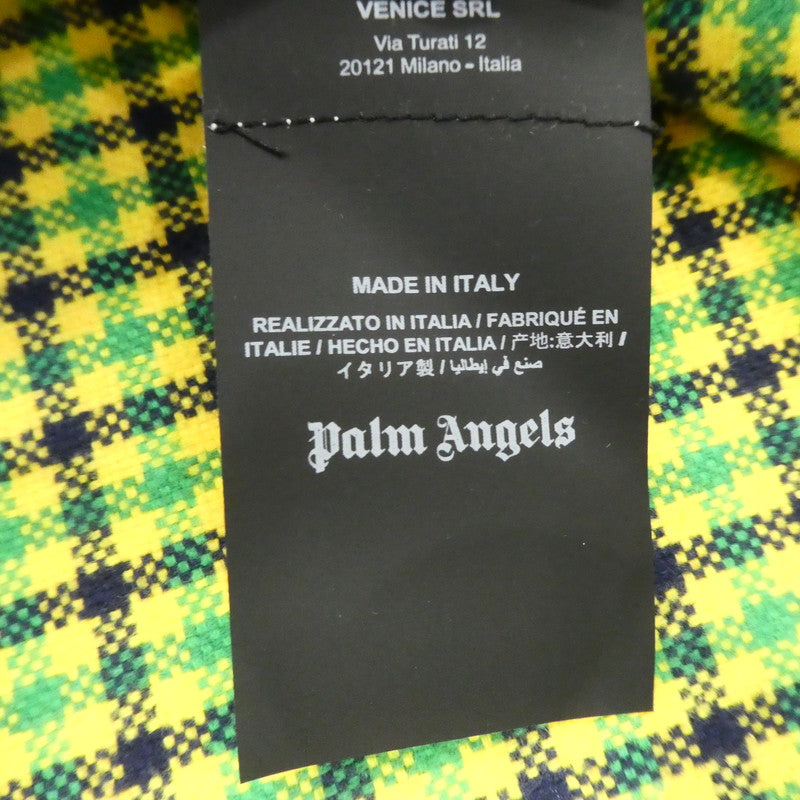 VENICE SRL
Via Turati 12
20121 Milano - Italia
MADE IN ITALY
REALIZZATO IN ITALIA / FABRIQUÉ EN
ITALIE / HECHO EN ITALIA / 产地:意大利 /
イタリア製 / صنع في إيطاليا
Palm Angels